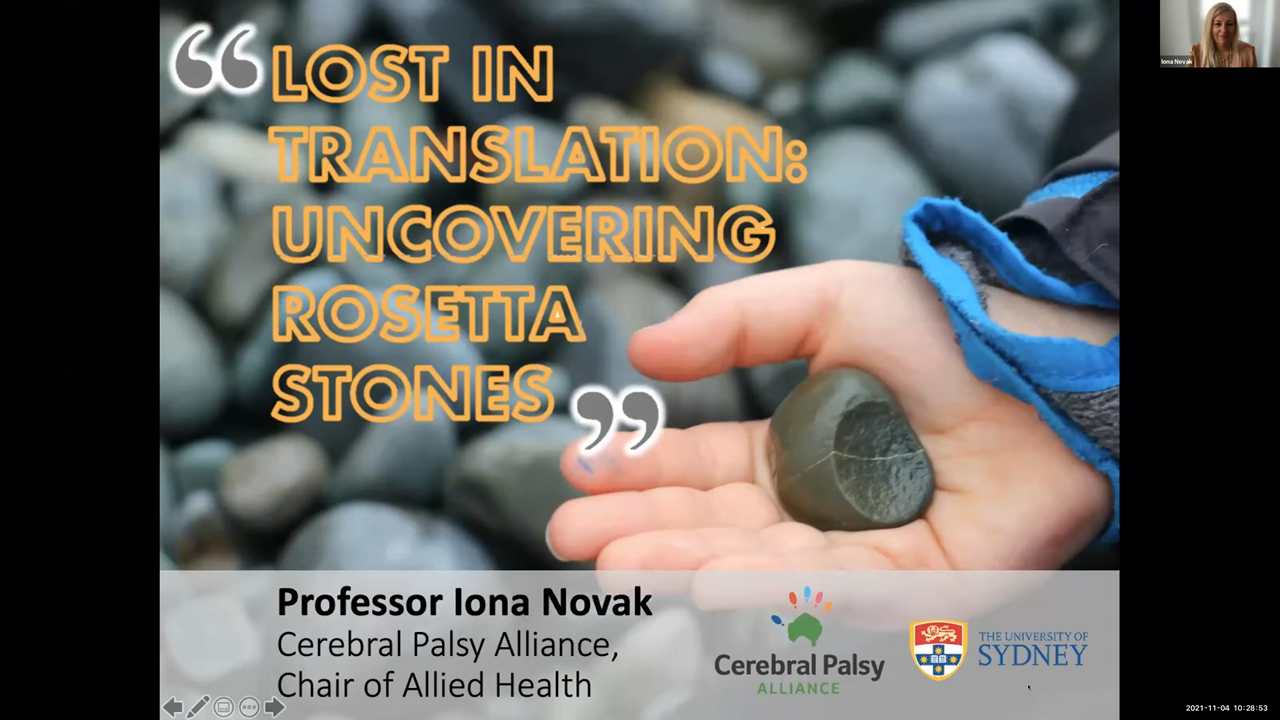 “LOST IN
TRANSLATION:
UNCOVERING
ROSETTA
STONES”
Professor Iona Novak
Cerebral Palsy Alliance,
Chair of Allied Health
Cerebral Palsy
ALLIANCE
THE UNIVERSITY OF
SYDNEY
Iona Novak
2021-11-04 10:28:53